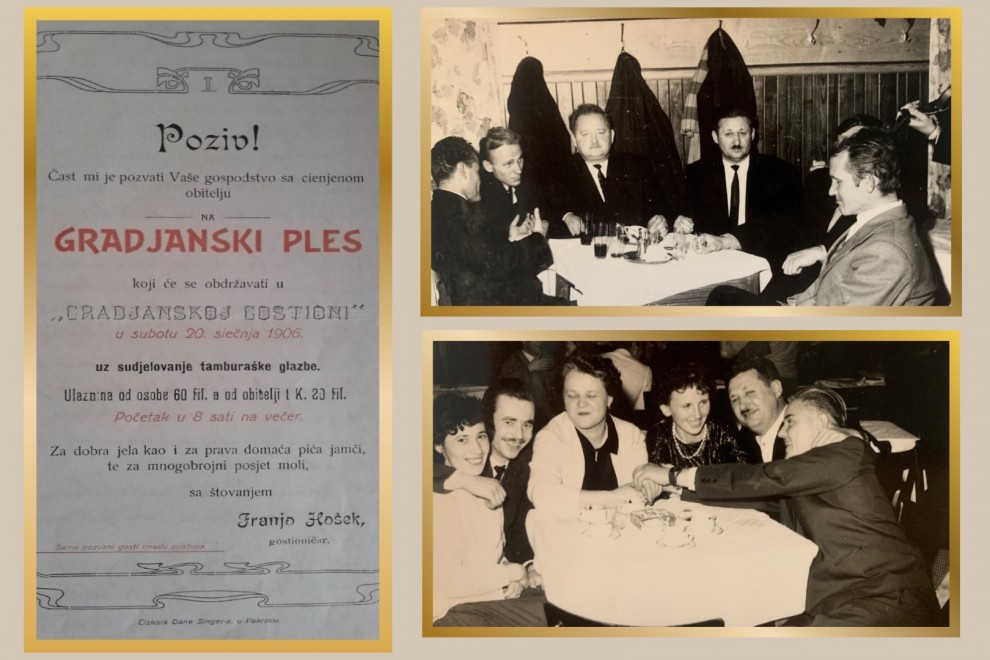 I
Poziv!
Čast mi je pozvati Vaše gospodstvo sa cienjenom
obitelju
NA
GRADJANSKI PLES
koji će se obdržavati u
„GRADJANSKOJ GOSTIONI“
u subotu 20. siečnja 1906.
uz sudjelovanje tamburaške glazbe.
Ulaznina od osobe 60 fil. a od obitelji 1 K. 20 fil.
Početak u 8 sati na večer.
Za dobra jela kao i za prava domaća pića jamči,
te za mnogobrojni posjet moli,
sa štovanjem
Franjo Hošek,
gostioničar.
Samo pozvani gosti imadu pristupa.
Tiskara Dane Singer-a, u Pakracu.